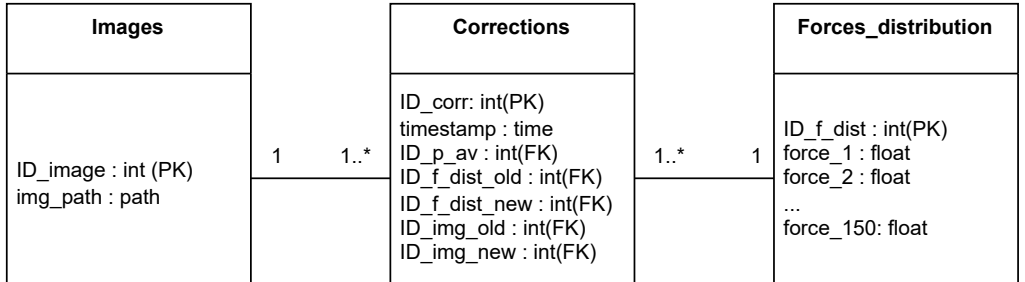 Images
ID_image : int (PK)
img_path : path
1 1..*
Corrections
ID_corr: int(PK)
timestamp : time
ID_p_av : int(FK)
ID_f_dist_old : int(FK)
ID_f_dist_new : int(FK)
ID_img_old : int(FK)
ID_img_new : int(FK)
1..* 1
Forces_distribution
ID_f_dist : int(PK)
force_1 : float
force_2 : float
...
force_150: float